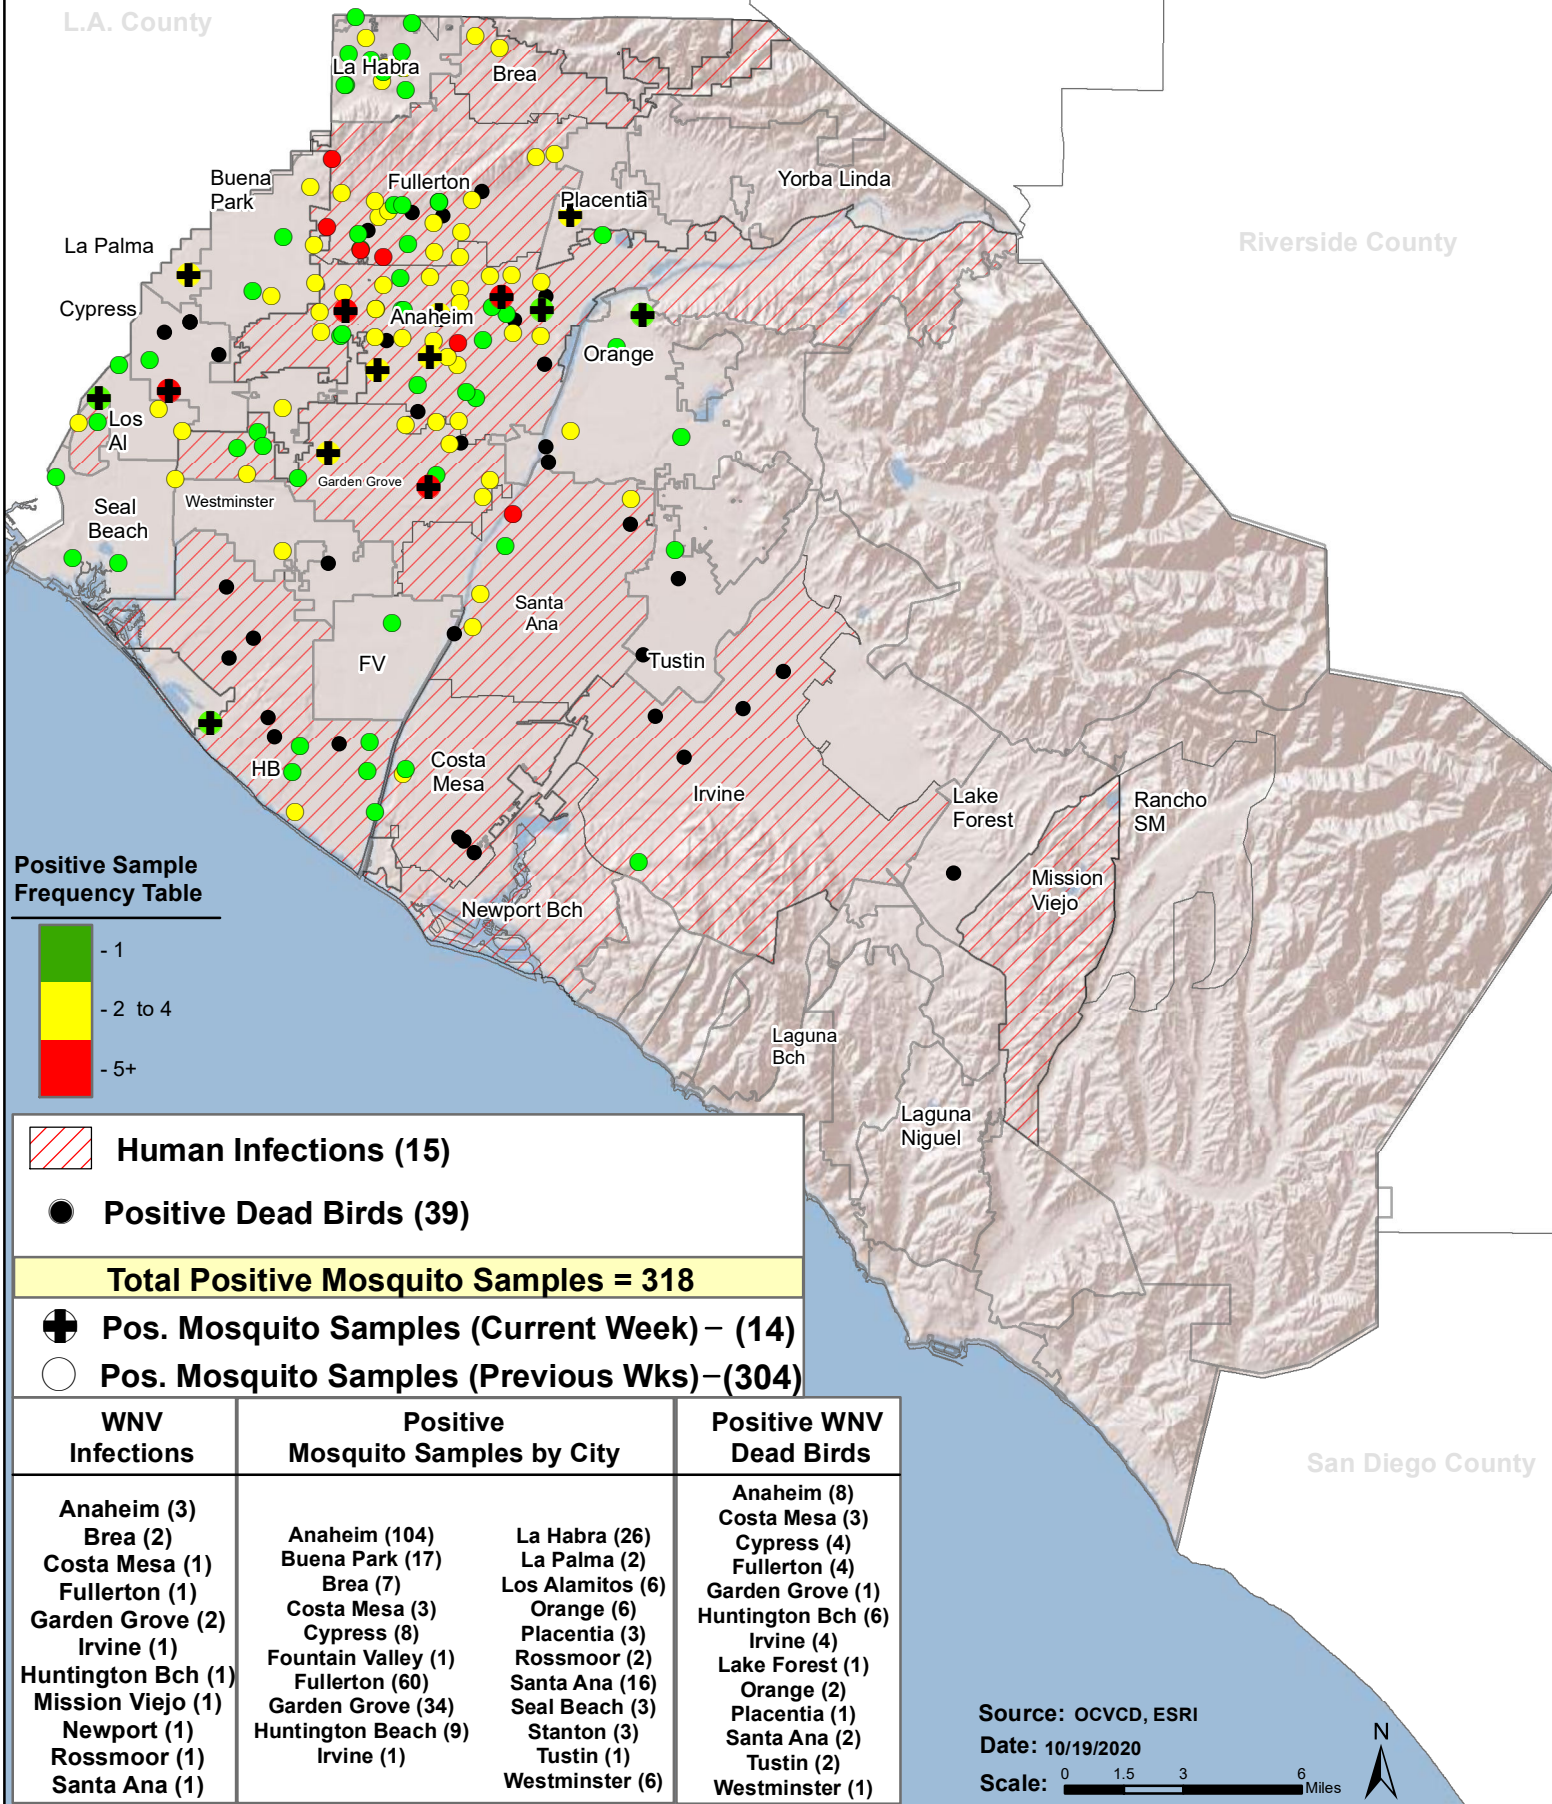 L.A. County
La Habra
Brea
Buena
Park
Fullerton
Placentia
Yorba Linda
La Palma
Riverside County
Cypress
Anaheim
Orange
Los
Al
Garden Grove
Westminster
Seal
Beach
Santa
Ana
FV
Tustin
HB
Costa
Mesa
Irvine
Lake
Forest
Rancho
SM
Mission
Viejo
Newport Bch
Laguna
Bch
Laguna
Niguel
San Diego County
Positive Sample
Frequency Table
- 1
- 2 to 4
- 5+
Human Infections (15)
Positive Dead Birds (39)
Total Positive Mosquito Samples = 318
Pos. Mosquito Samples (Current Week) – (14)
Pos. Mosquito Samples (Previous Wks) –(304)
WNV
Infections
Anaheim (3)
Brea (2)
Costa Mesa (1)
Fullerton (1)
Garden Grove (2)
Irvine (1)
Huntington Bch (1)
Mission Viejo (1)
Newport (1)
Rossmoor (1)
Santa Ana (1)
Positive
Mosquito Samples by City
Anaheim (104)
Buena Park (17)
Brea (7)
Costa Mesa (3)
Cypress (8)
Fountain Valley (1)
Fullerton (60)
Garden Grove (34)
Huntington Beach (9)
Irvine (1)
La Habra (26)
La Palma (2)
Los Alamitos (6)
Orange (6)
Placentia (3)
Rossmoor (2)
Santa Ana (16)
Seal Beach (3)
Stanton (3)
Tustin (1)
Westminster (6)
Positive WNV
Dead Birds
Anaheim (8)
Costa Mesa (3)
Cypress (4)
Fullerton (4)
Garden Grove (1)
Huntington Bch (6)
Irvine (4)
Lake Forest (1)
Orange (2)
Placentia (1)
Santa Ana (2)
Tustin (2)
Westminster (1)
Source: OCVCD, ESRI
Date: 10/19/2020
Scale: 0 1.5 3 6 Miles
N